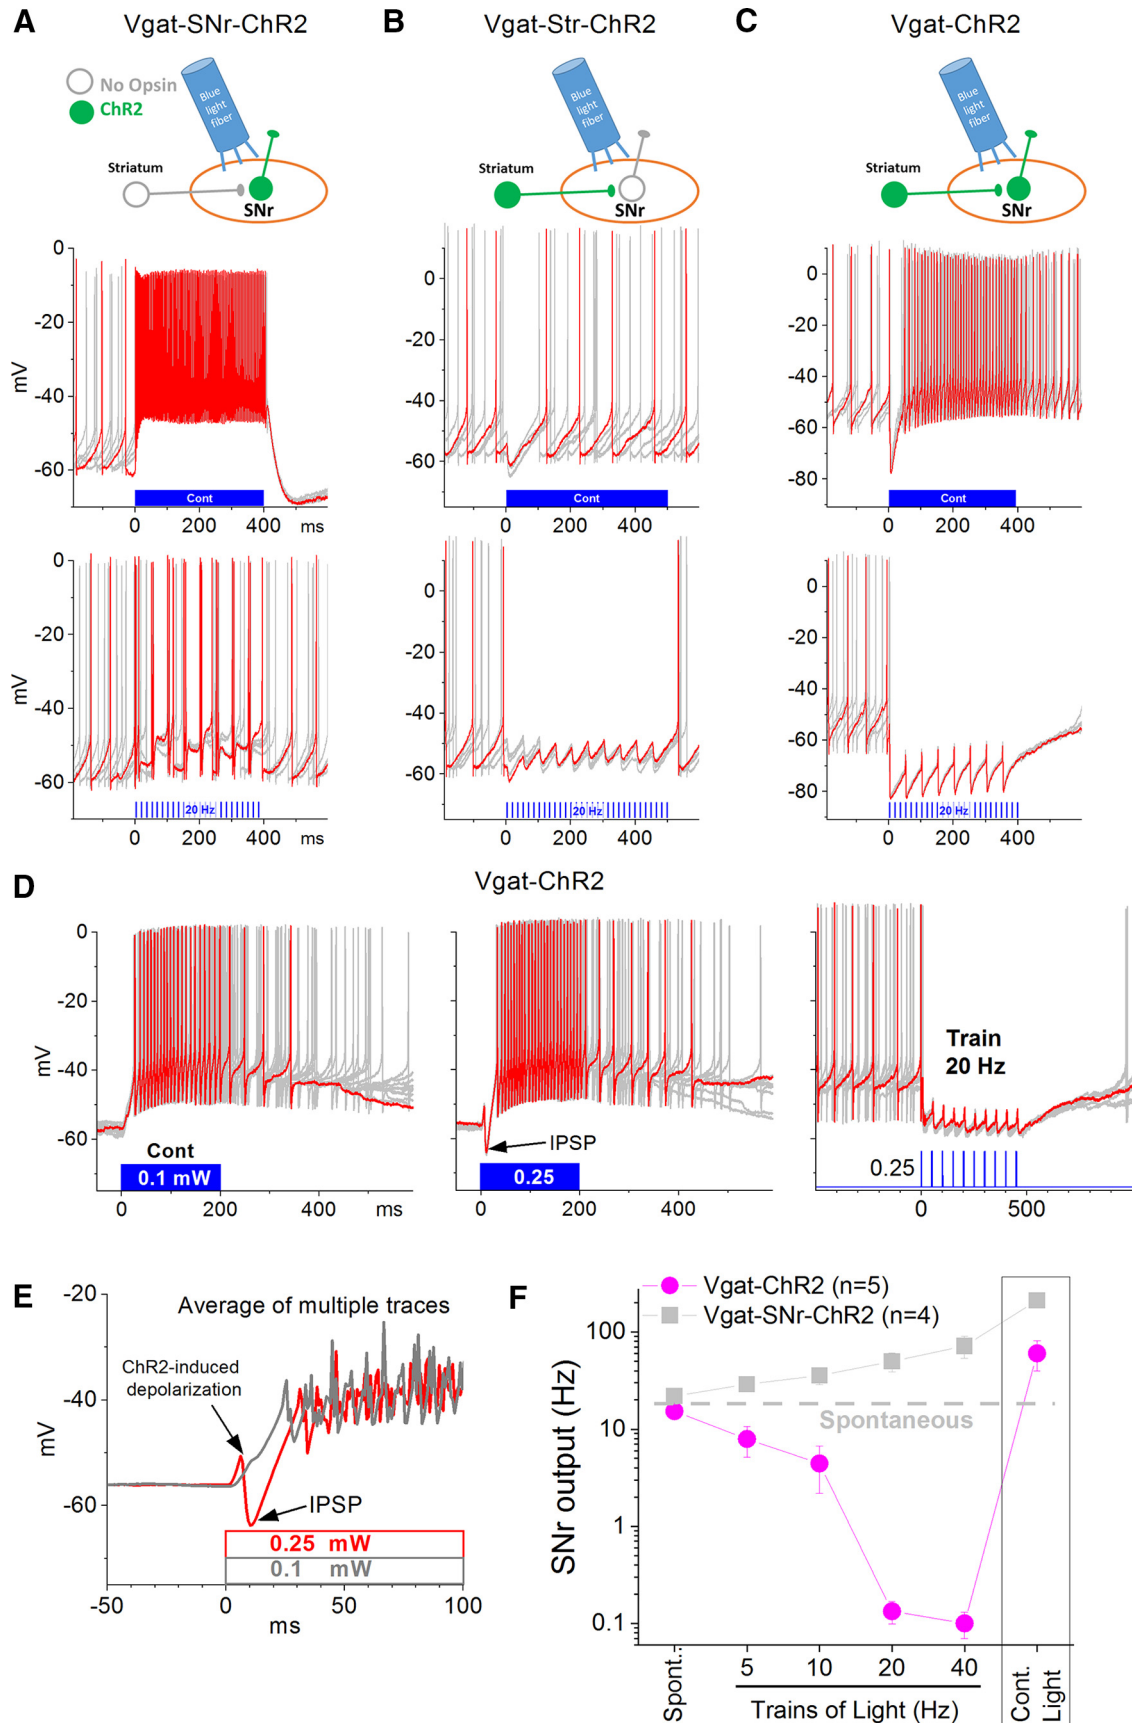 A
Vgat-SNr-ChR2
B
Vgat-Str-ChR2
C
Vgat-ChR2
No Opsin
ChR2
Blue light fiber
Striatum
SNr
Blue light fiber
Striatum
SNr
Blue light fiber
Striatum
SNr
0
-20
-40
-60
mV
Cont
0 200 400 ms
0
-20
-40
-60
mV
Cont
0 200 400
0
-20
-40
-60
-80
Cont
0 200 400
0
-20
-40
-60
mV
20 Hz
0 200 400 ms
0
-20
-40
-60
mV
20 Hz
0 200 400
0
-20
-40
-60
-80
20 Hz
0 200 400
D
Vgat-ChR2
0
-20
-40
-60
mV
Cont
0.1 mW
0 200 400 ms
0
-20
-40
-60
mV
IPSP
0.25
0 200 400
Train
20 Hz
0.25
0 500
E
-20
-40
-60
mV
Average of multiple traces
ChR2-induced
depolarization
IPSP
0.25 mW
0.1 mW
-50 0 50 100
ms
F
Vgat-ChR2 (n=5)
Vgat-SNr-ChR2 (n=4)
100
10
1
0.1
SNr output (Hz)
Spontaneous
Spont..
5 10 20 40
Trains of Light (Hz)
Cont.
Light